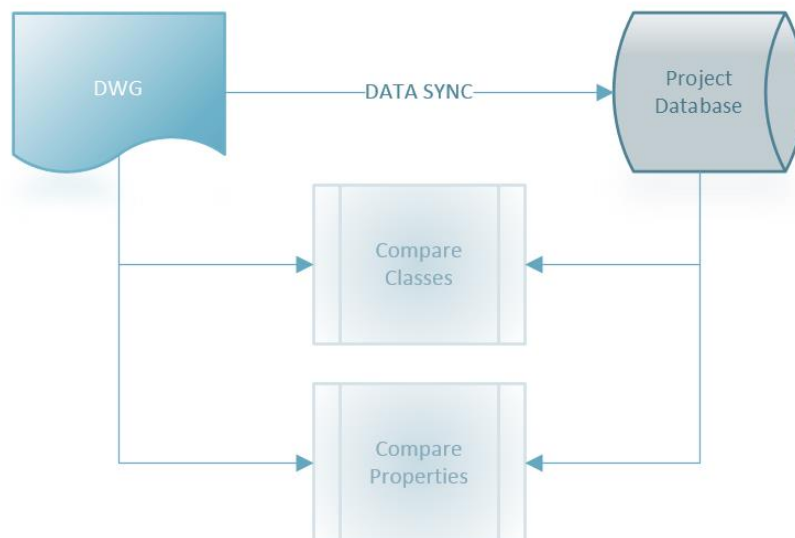 DWG
DATA SYNC
Project
Database
Compare
Classes
Compare
Properties